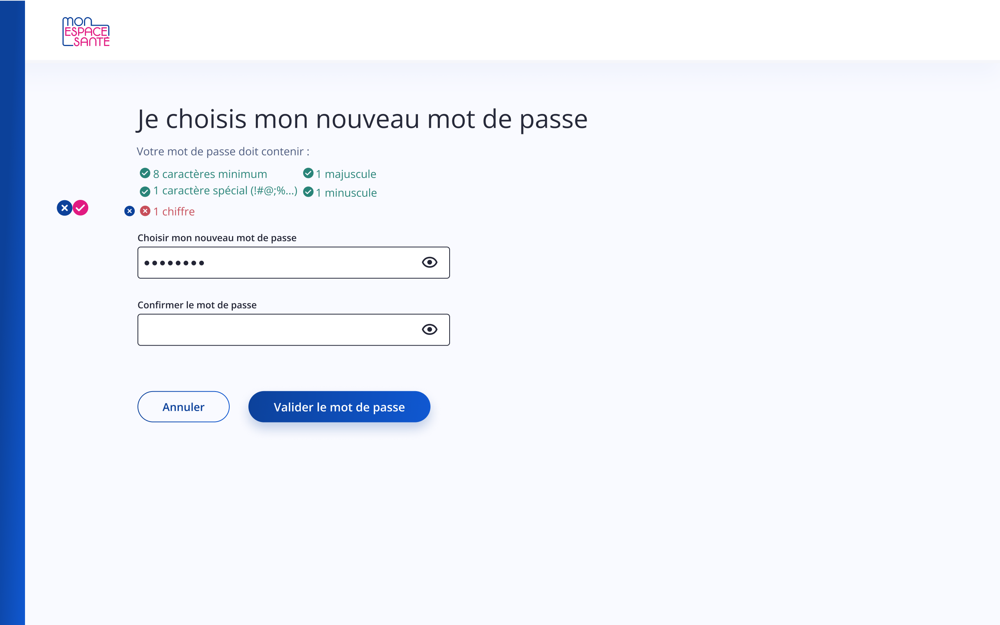 mon
ESPACE
SANTÉ
Je choisis mon nouveau mot de passe
Votre mot de passe doit contenir :
8 caractères minimum
1 majuscule
1 caractère spécial (!#@;%...)
1 minuscule
1 chiffre
Choisir mon nouveau mot de passe
Confirmer le mot de passe
Annuler
Valider le mot de passe